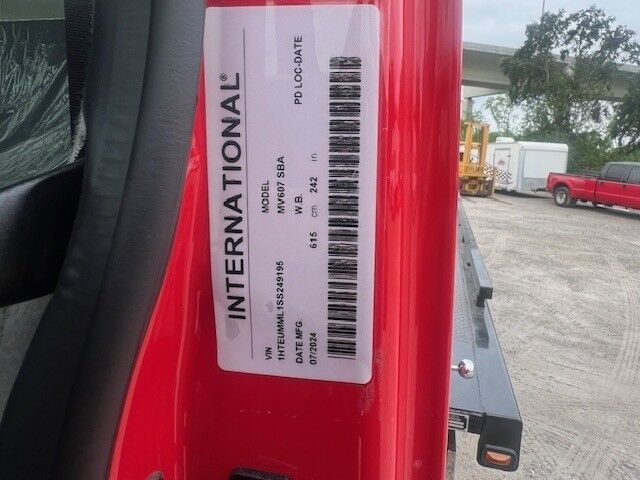 INTERNATIONAL®
VIN MODEL
1HTEUMML1SS249195 MV607 SBA
DATE MFG. W.B. PD LOC-DATE
07/2024 615 cm 242 in